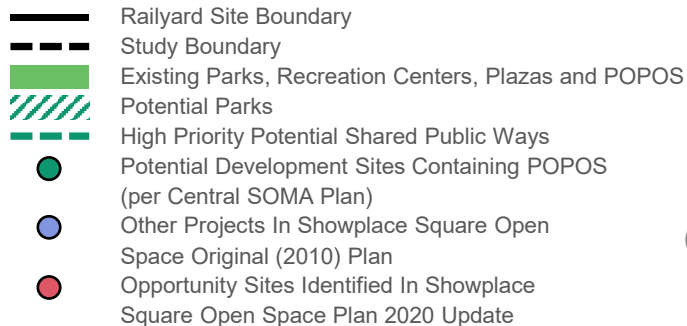 Railyard Site Boundary
Study Boundary
Existing Parks, Recreation Centers, Plazas and POPOS
Potential Parks
High Priority Potential Shared Public Ways
Potential Development Sites Containing POPOS
(per Central SOMA Plan)
Other Projects In Showplace Square Open
Space Original (2010) Plan
Opportunity Sites Identified In Showplace
Square Open Space Plan 2020 Update